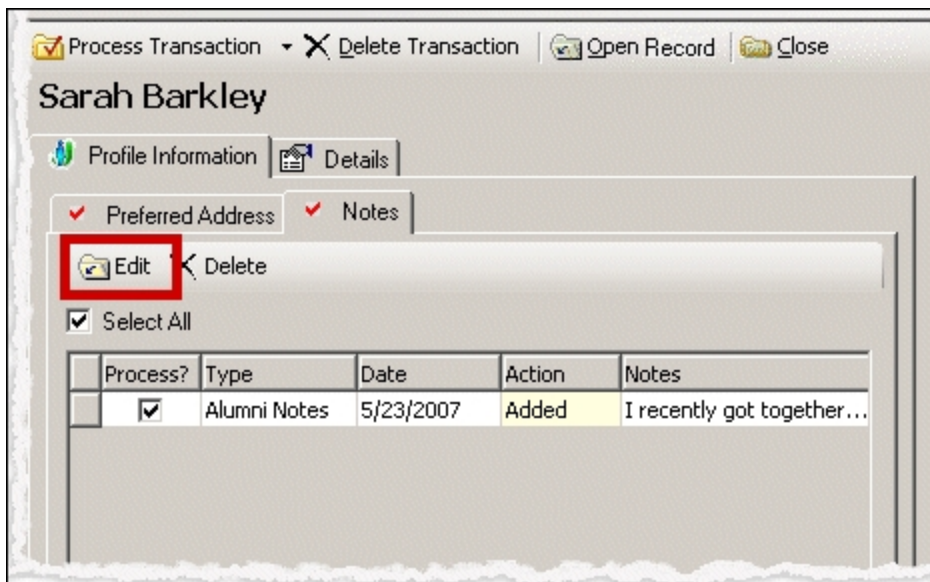 Process Transaction Delete Transaction Open Record Close
Sarah Barkley
Profile Information Details
Preferred Address Notes
Edit Delete
Select All
Process? Type Date Action Notes
Alumni Notes 5/23/2007 Added I recently got together...